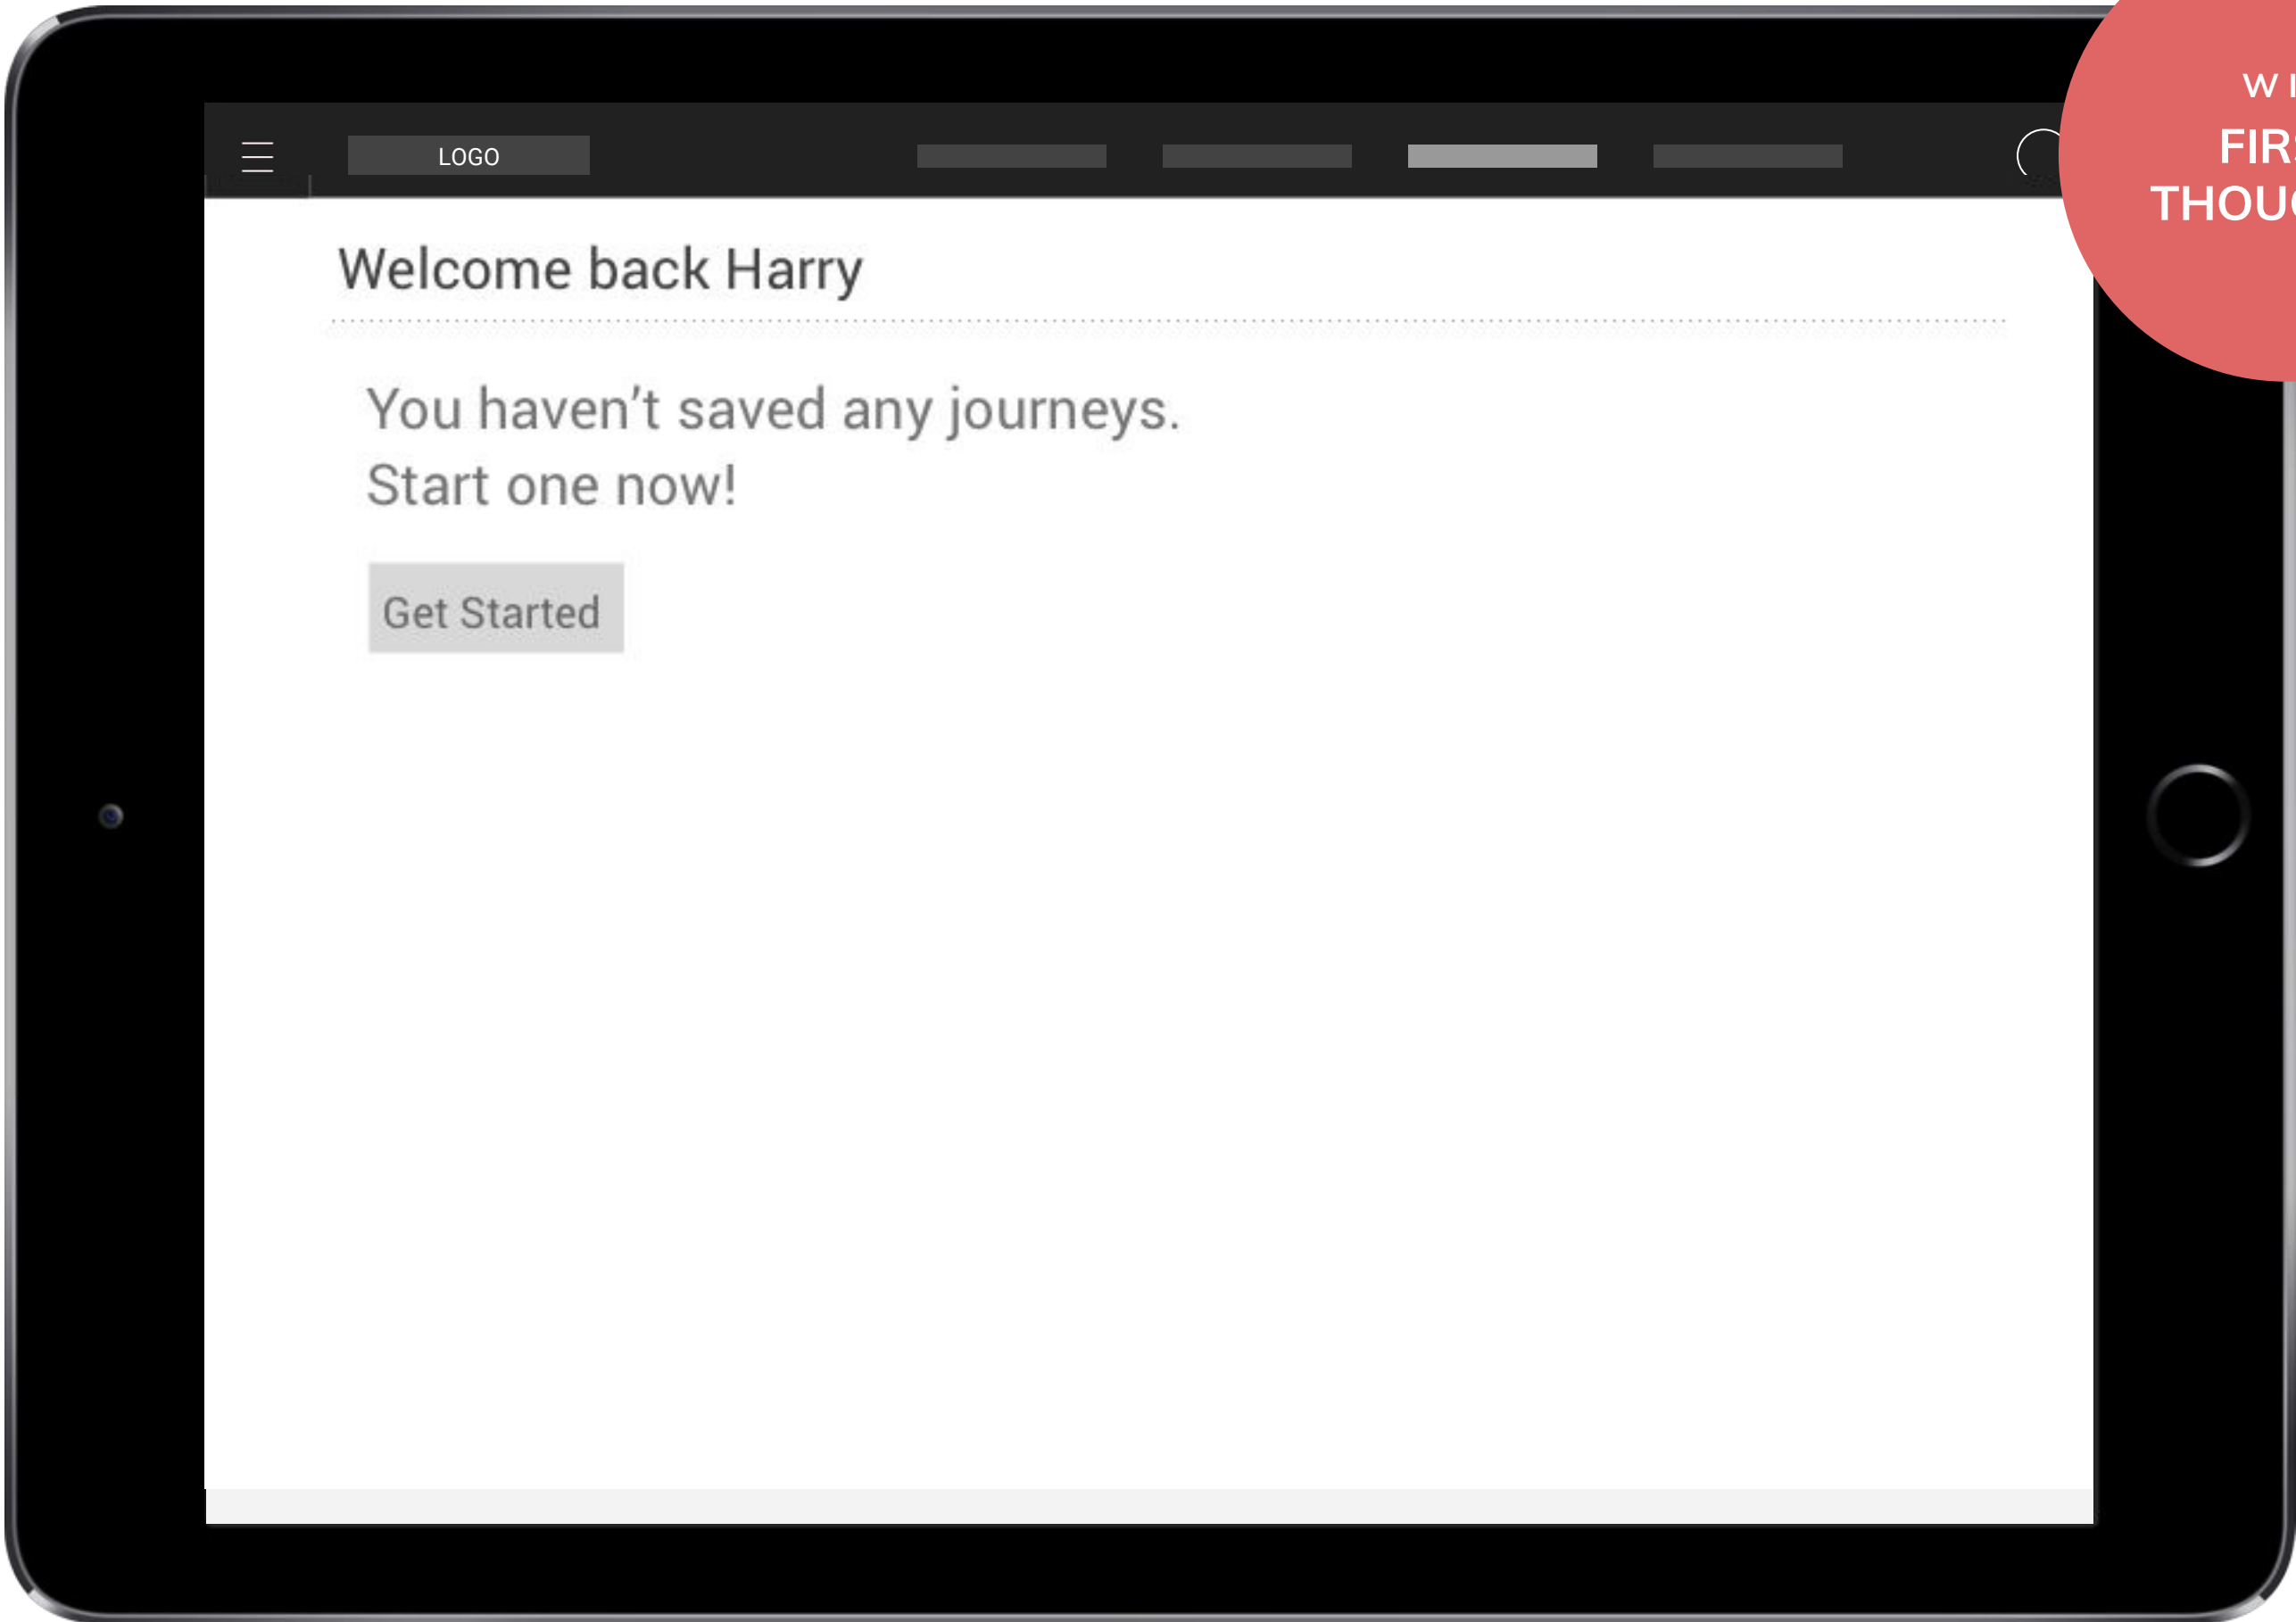 LOGO
Welcome back Harry
You haven’t saved any journeys.
Start one now!
Get Started